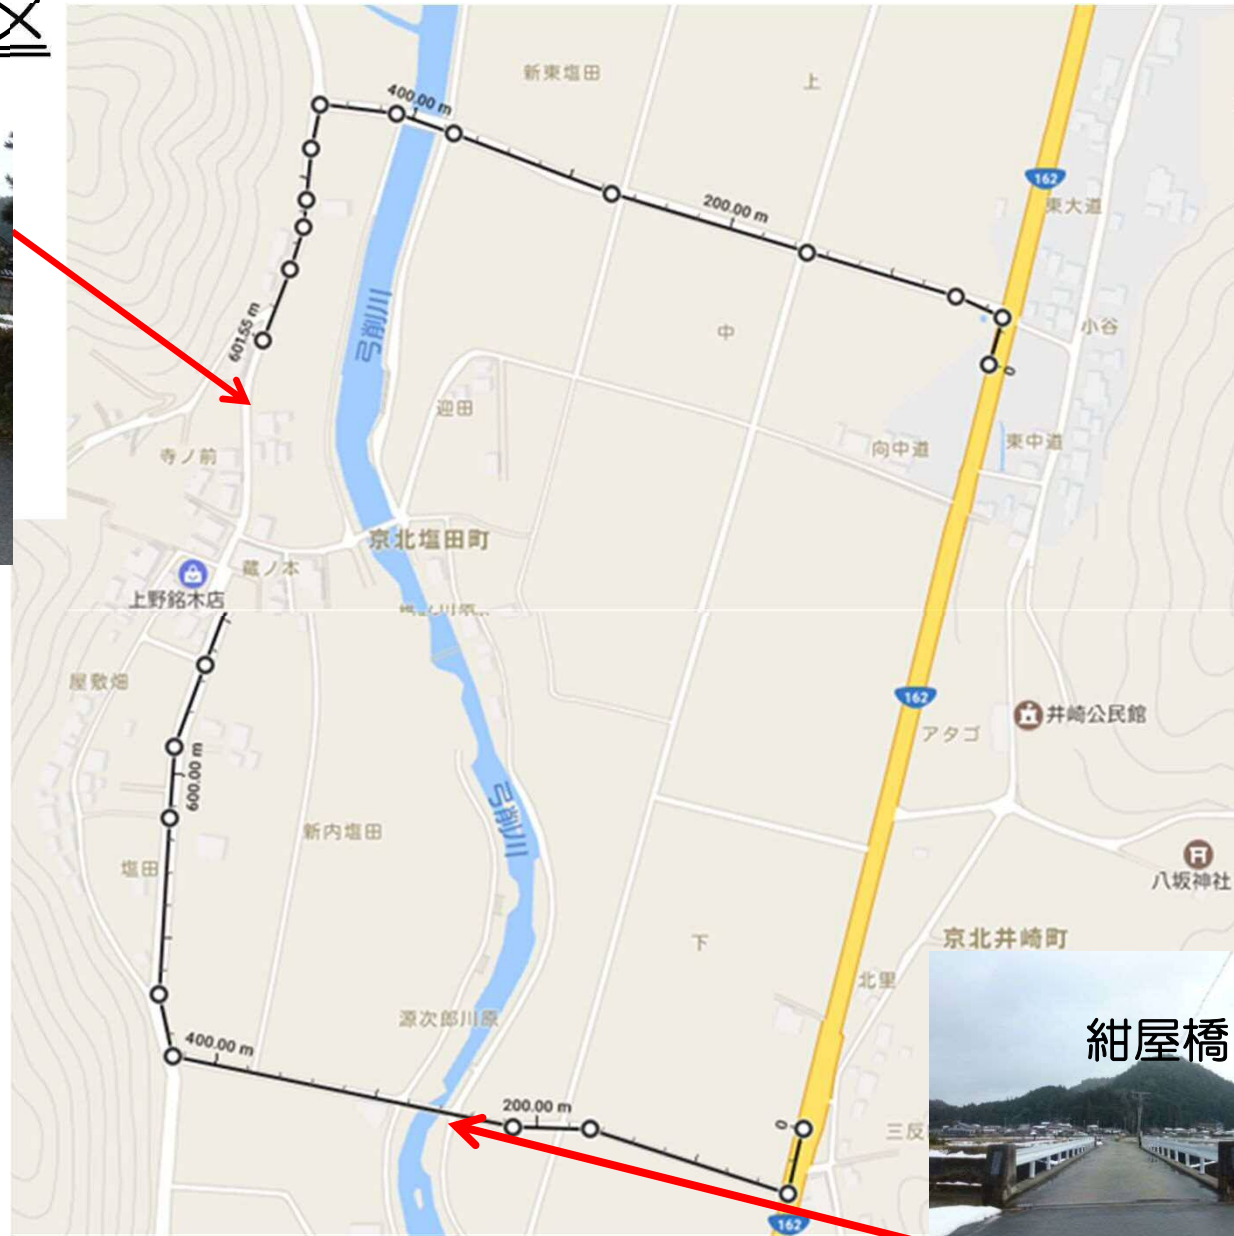 区
新東塩田
上
400.00 m
162
東大道
200.00 m
小谷
601.55 m
弓削川
中
0
迎田
向中道
東中道
寺ノ前
京北塩田町
蔵ノ本
上野銘木店
屋敷畑
162
井崎公民館
アタゴ
600.00 m
新内塩田
弓削川
塩田
八坂神社
下
京北井崎町
北里
源次郎川原
紺屋橋
400.00 m
200.00 m
0
三反
162